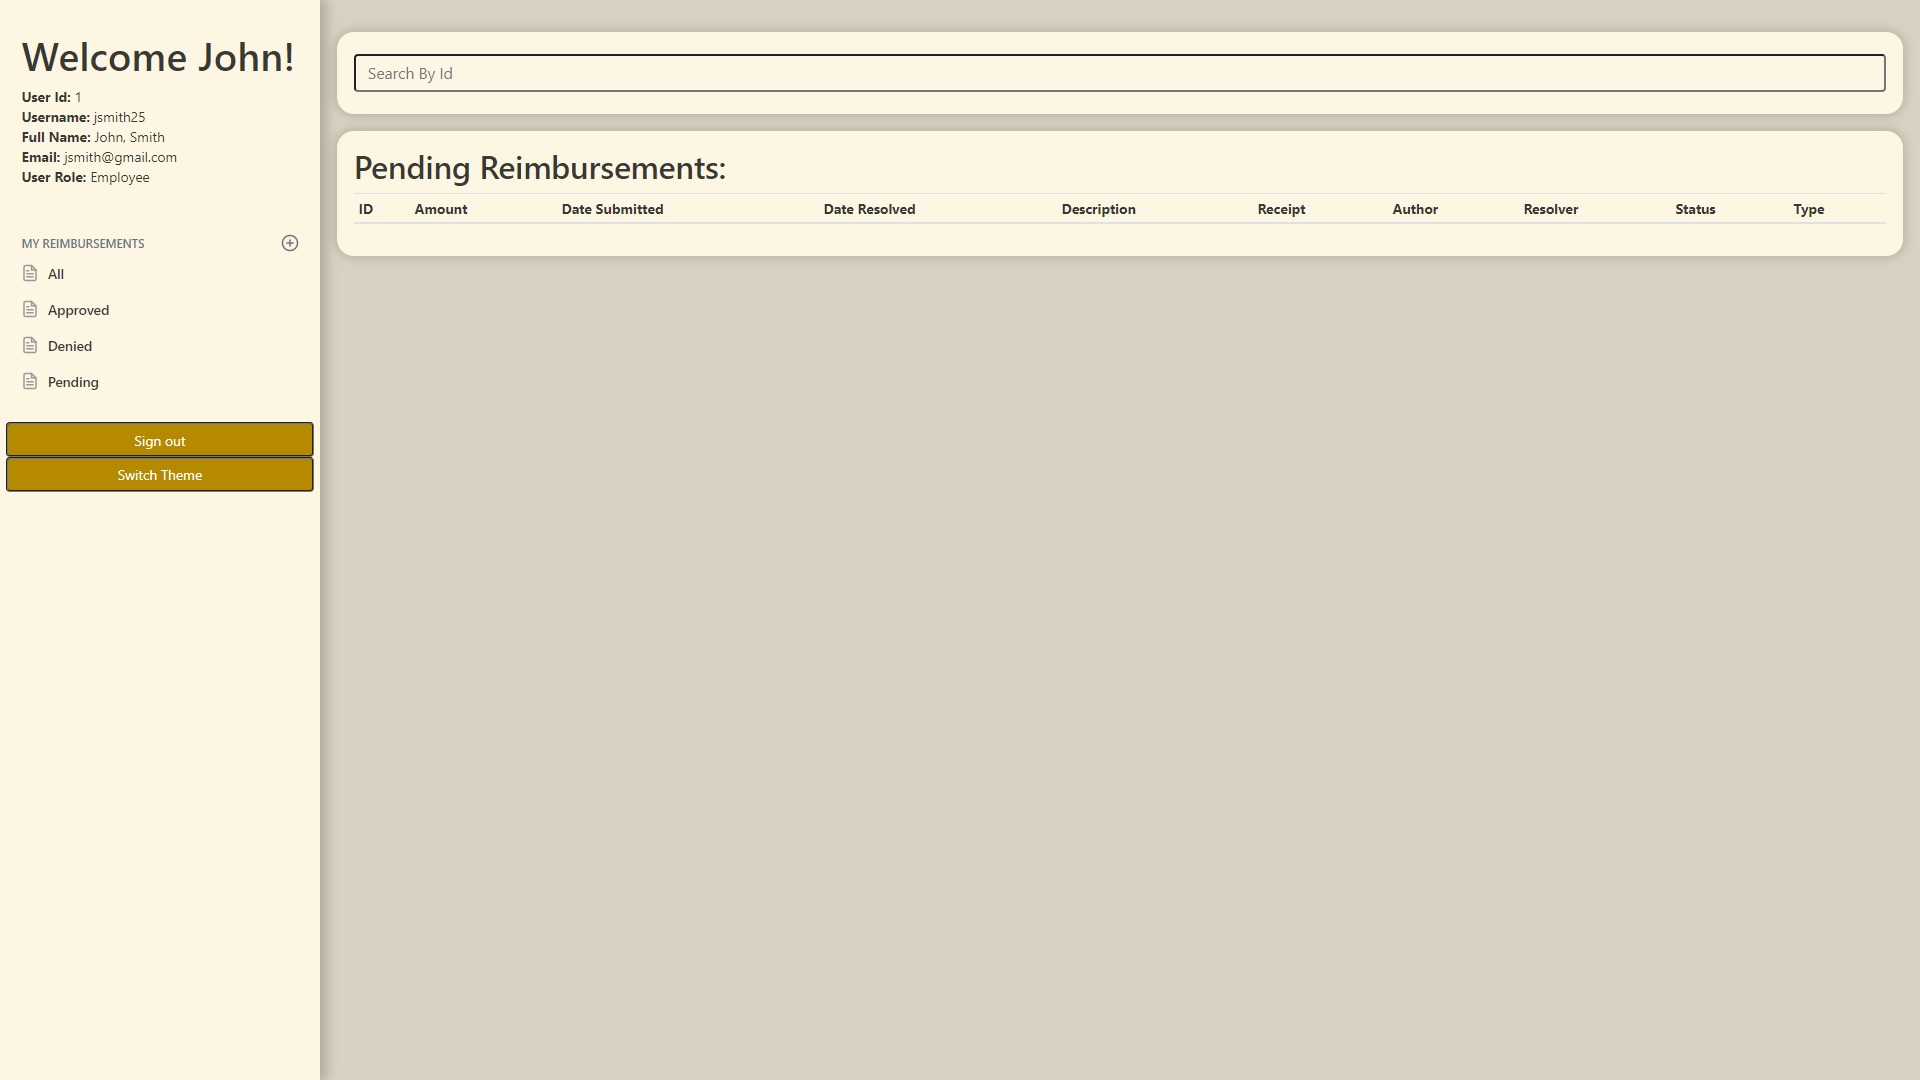 Welcome John!
User Id: 1
Username: jsmith25
Full Name: John, Smith
Email: jsmith@gmail.com
User Role: Employee
MY REIMBURSEMENTS
All
Approved
Denied
Pending
Sign out
Switch Theme
Search By Id
Pending Reimbursements:
ID Amount Date Submitted Date Resolved Description Receipt Author Resolver Status Type